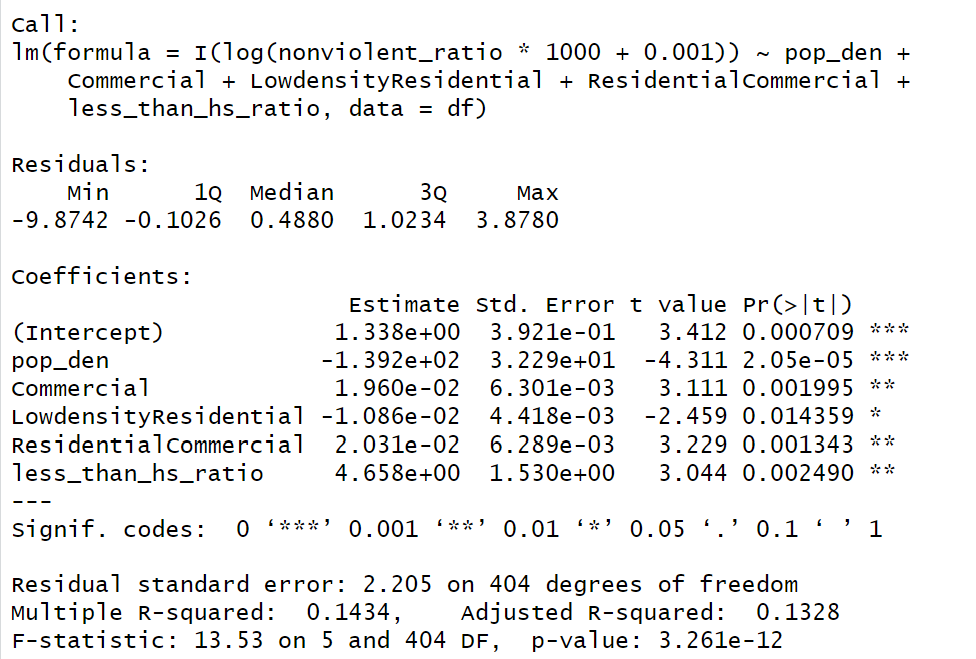 Call:
lm(formula = I(log(nonviolent_ratio * 1000 + 0.001)) ~ pop_den +
    Commercial + LowdensityResidential + ResidentialCommercial +
    less_than_hs_ratio, data = df)

Residuals:
    Min      1Q  Median      3Q     Max
-9.8742 -0.1026  0.4880  1.0234  3.8780

Coefficients:
                        Estimate Std. Error t value Pr(>|t|)
(Intercept)            1.338e+00  3.921e-01   3.412 0.000709 ***
pop_den               -1.392e+02  3.229e+01  -4.311 2.05e-05 ***
Commercial             1.960e-02  6.301e-03   3.111 0.001995 **
LowdensityResidential -1.086e-02  4.418e-03  -2.459 0.014359 *
ResidentialCommercial  2.031e-02  6.289e-03   3.229 0.001343 **
less_than_hs_ratio     4.658e+00  1.530e+00   3.044 0.002490 **
---
Signif. codes:  0 ‘***’ 0.001 ‘**’ 0.01 ‘*’ 0.05 ‘.’ 0.1 ‘ ’ 1

Residual standard error: 2.205 on 404 degrees of freedom
Multiple R-squared:  0.1434,	Adjusted R-squared:  0.1328
F-statistic: 13.53 on 5 and 404 DF,  p-value: 3.261e-12